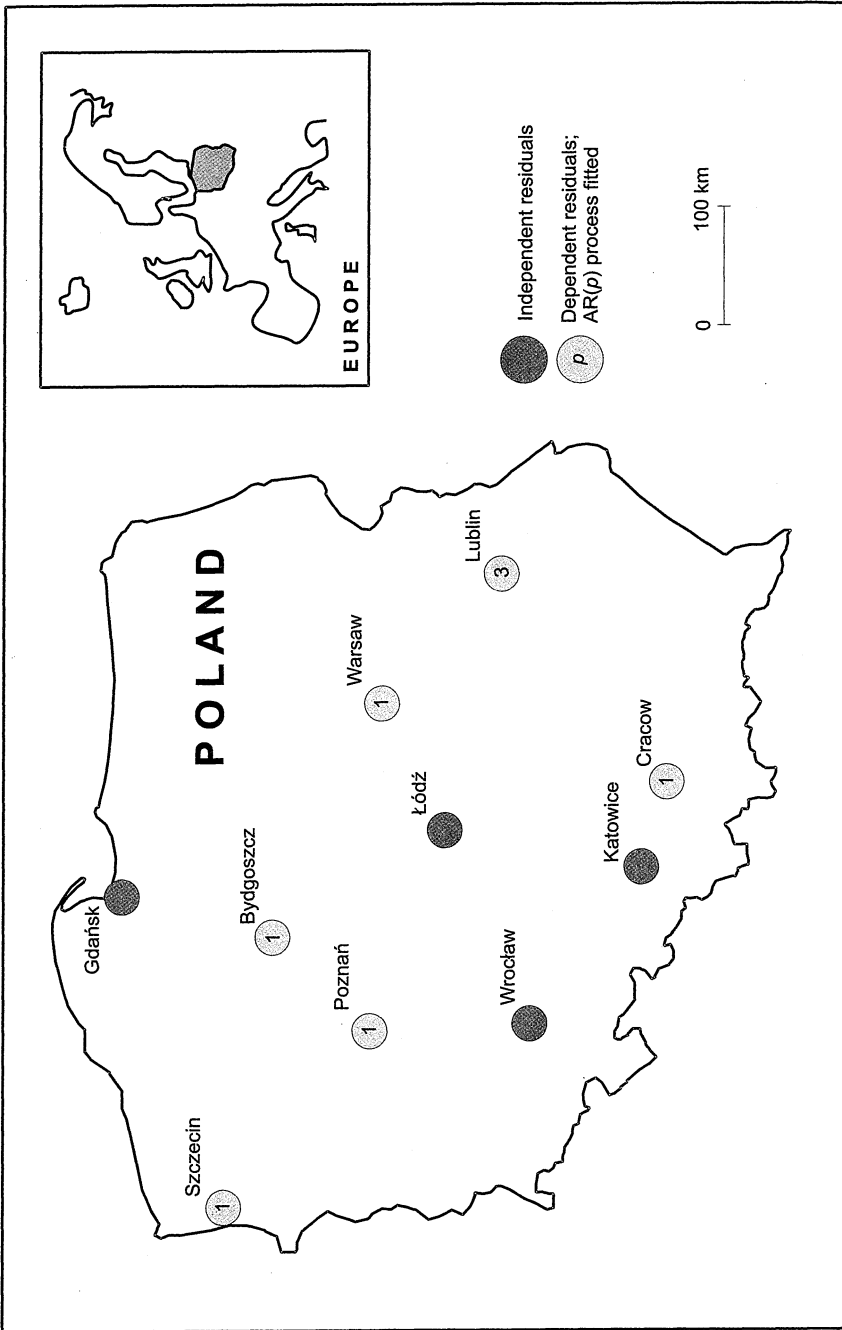 POLAND
Gdańsk
Szczecin
1
Bydgoszcz
1
Poznań
1
Warsaw
1
Łódź
Lublin
3
Wrocław
Katowice
Cracow
1
EUROPE
Independent residuals
p
Dependent residuals;
AR(p) process fitted
0
100 km